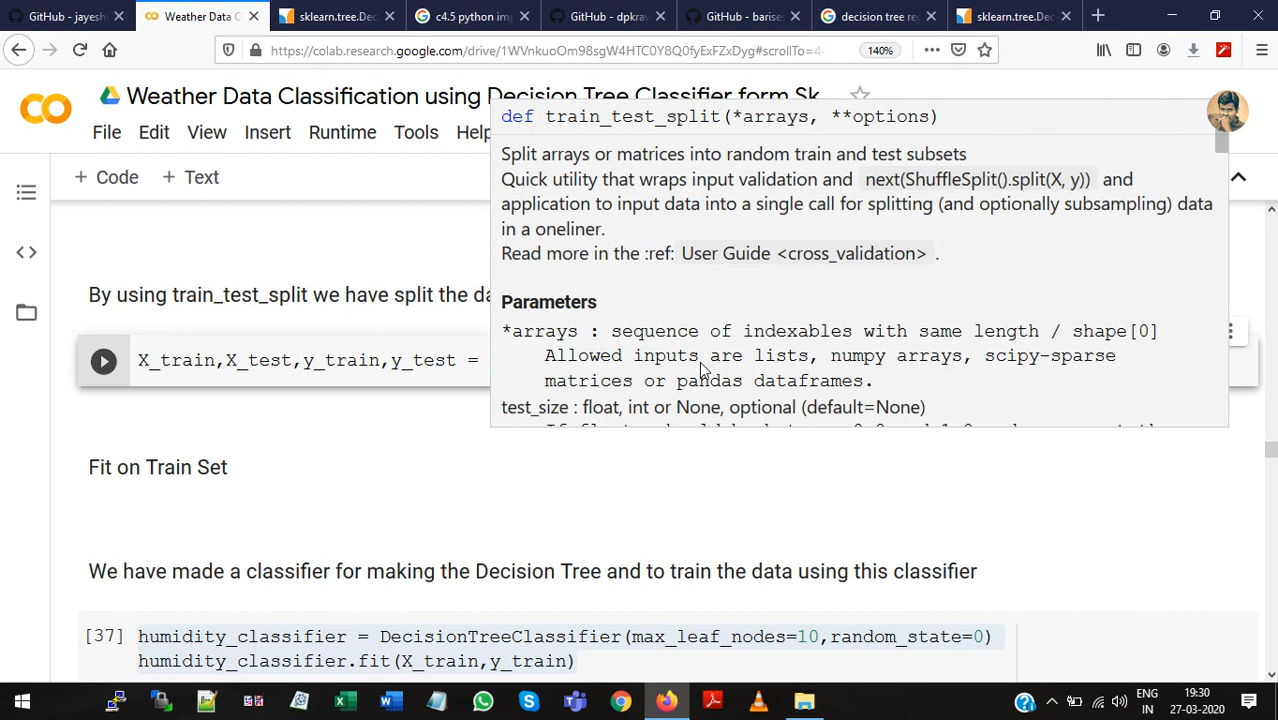 GitHub - jayesh
Weather Data Cl
sklearn.tree.Dec
c4.5 python imp
GitHub - dpkrav
GitHub - barises
decision tree reg
sklearn.tree.Dec
https://colab.research.google.com/drive/1WVnkuoOm98sgW4HTC0Y8Q0fyExFZxDyg#scrollTo=4
140%
Weather Data Classification using Decision Tree Classifier form Sk
File Edit View Insert Runtime Tools Help
+ Code + Text
def train_test_split(*arrays, **options)
Split arrays or matrices into random train and test subsets
Quick utility that wraps input validation and next(ShuffleSplit().split(X, y)) and
application to input data into a single call for splitting (and optionally subsampling) data
in a oneliner.
Read more in the :ref: User Guide <cross_validation> .
Parameters
*arrays : sequence of indexables with same length / shape[0]
Allowed inputs are lists, numpy arrays, scipy-sparse
matrices or pandas dataframes.
test_size : float, int or None, optional (default=None)
By using train_test_split we have split the da
X_train,X_test,y_train,y_test =
Fit on Train Set
We have made a classifier for making the Decision Tree and to train the data using this classifier
[37] humidity_classifier = DecisionTreeClassifier(max_leaf_nodes=10,random_state=0)
humidity_classifier.fit(X_train,y_train)
ENG 19:30
IN 27-03-2020